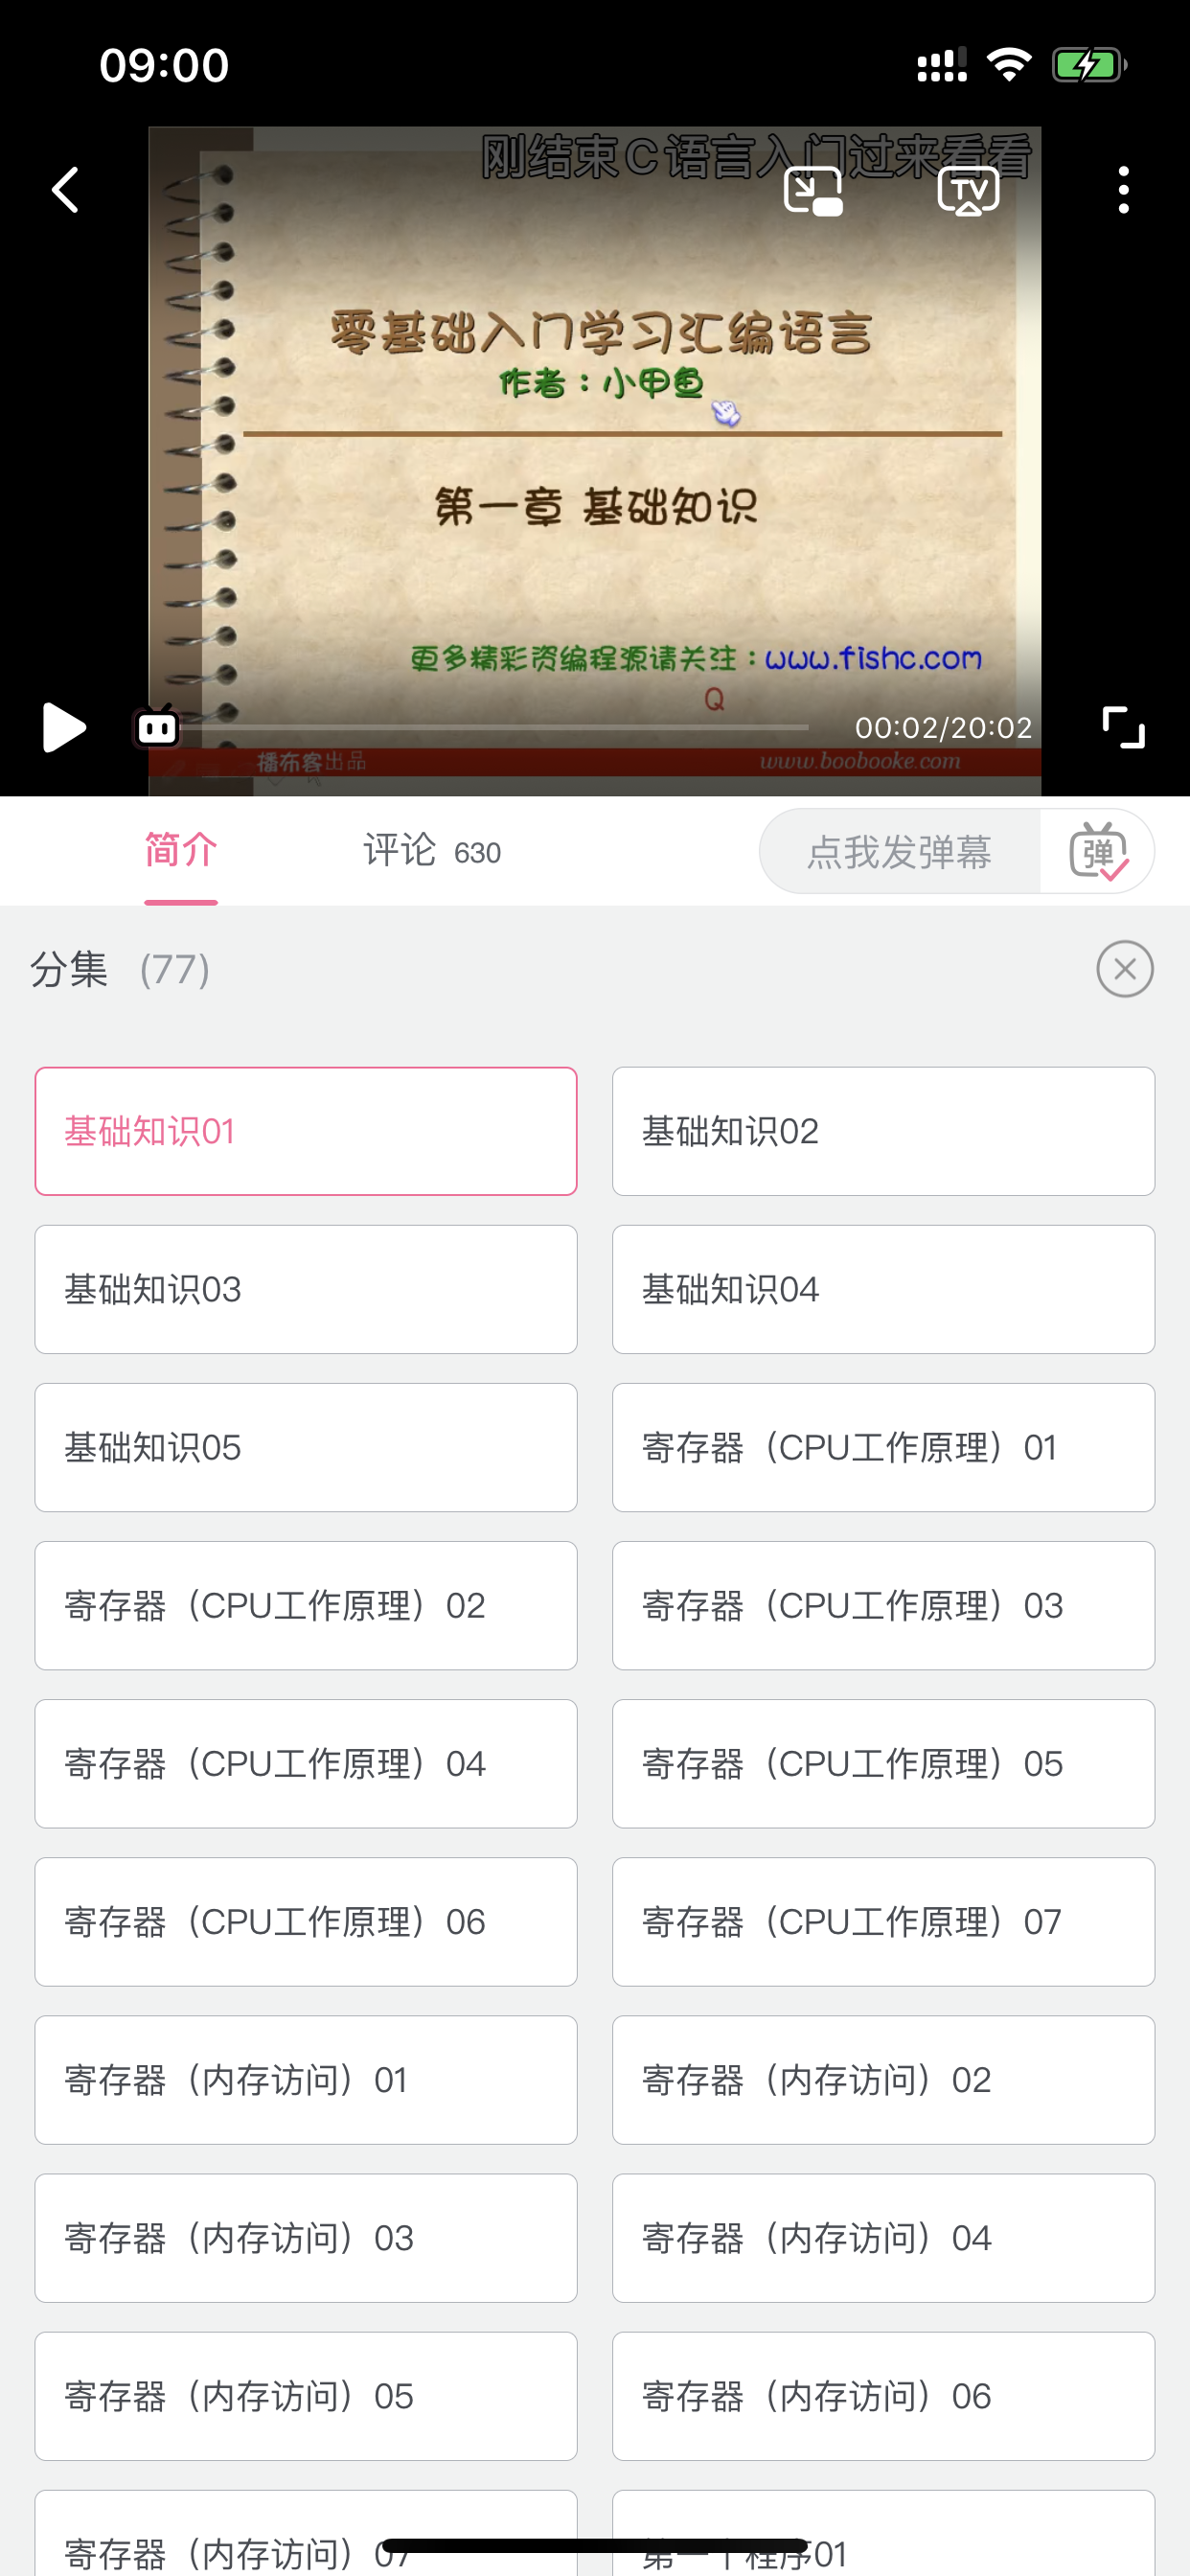 09:00
刚结束C语言入门过来看看
TV
零基础入门学习汇编语言
作者：小甲鱼
第一章 基础知识
更多精彩资编程源请关注：www.fishc.com
Q
00:02/20:02
播布客出品 www.boobooke.com
简介 评论 630 点我发弹幕 弹
分集 (77)
基础知识01 基础知识02
基础知识03 基础知识04
基础知识05 寄存器（CPU工作原理）01
寄存器（CPU工作原理）02 寄存器（CPU工作原理）03
寄存器（CPU工作原理）04 寄存器（CPU工作原理）05
寄存器（CPU工作原理）06 寄存器（CPU工作原理）07
寄存器（内存访问）01 寄存器（内存访问）02
寄存器（内存访问）03 寄存器（内存访问）04
寄存器（内存访问）05 寄存器（内存访问）06
寄存器（内存访问）07 第一个程序01